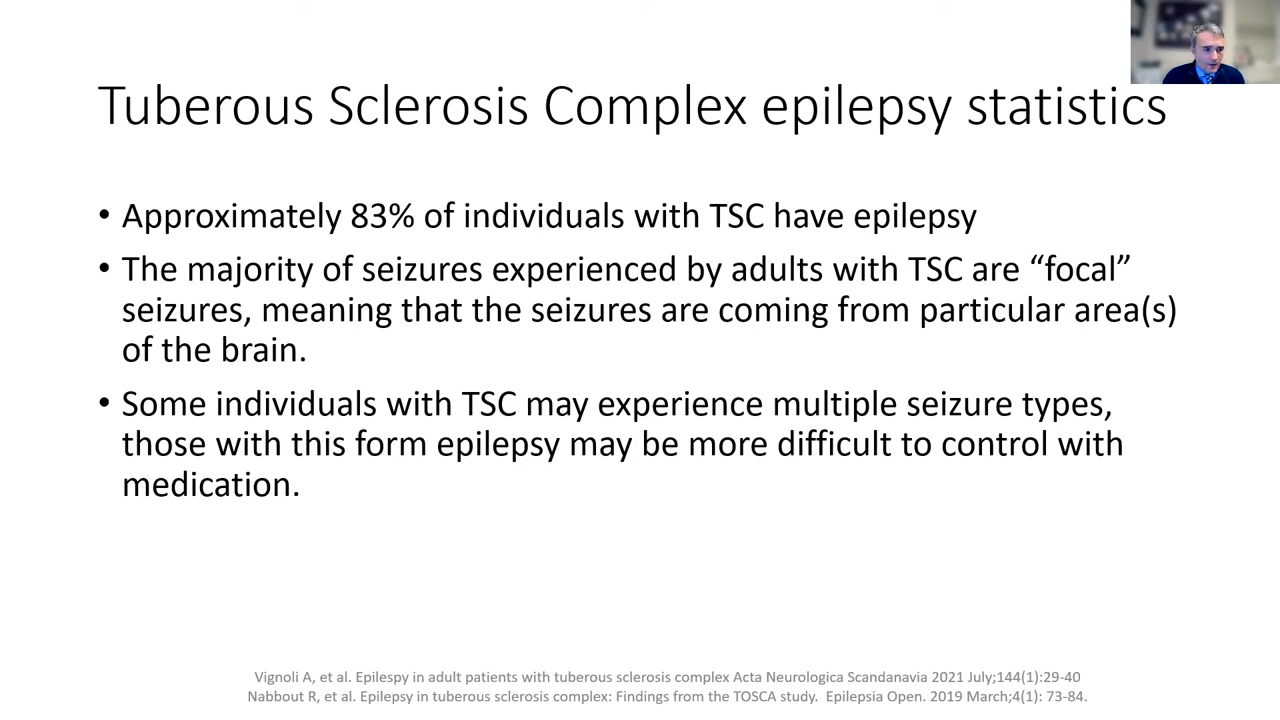 Tuberous Sclerosis Complex epilepsy statistics
• Approximately 83% of individuals with TSC have epilepsy
• The majority of seizures experienced by adults with TSC are “focal”
seizures, meaning that the seizures are coming from particular area(s)
of the brain.
• Some individuals with TSC may experience multiple seizure types,
those with this form epilepsy may be more difficult to control with
medication.
Vignoli A, et al. Epilespy in adult patients with tuberous sclerosis complex Acta Neurologica Scandanavia 2021 July;144(1):29-40
Nabbout R, et al. Epilepsy in tuberous sclerosis complex: Findings from the TOSCA study.  Epilepsia Open. 2019 March;4(1): 73-84.